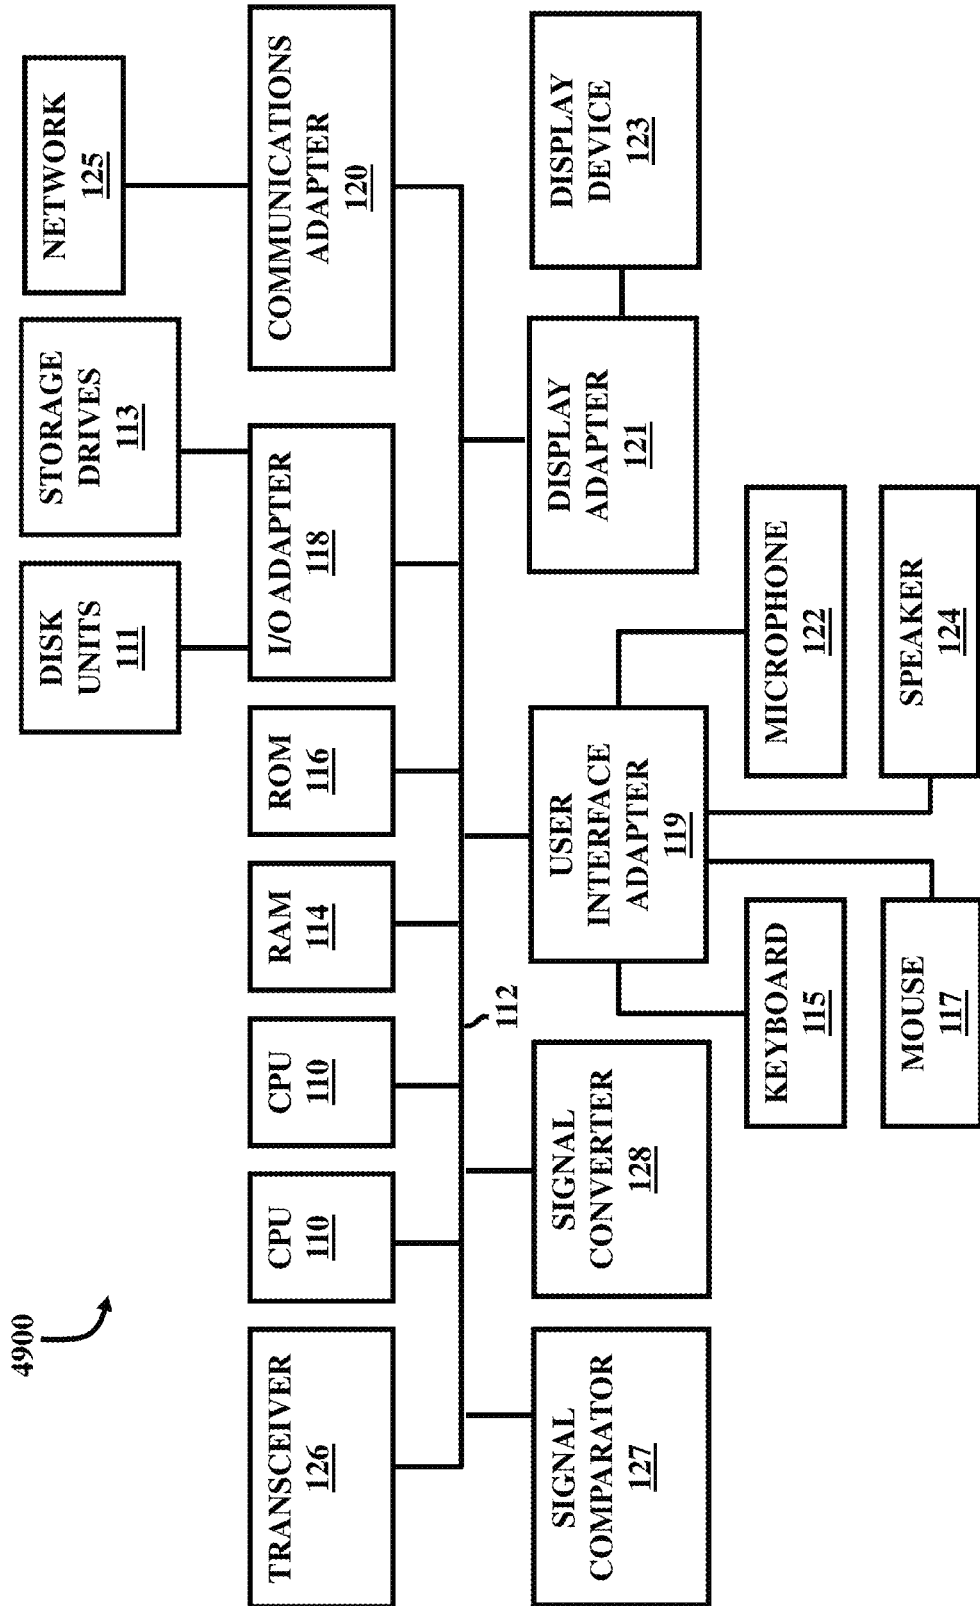 4900
TRANSCEIVER
126
CPU
110
CPU
110
RAM
114
ROM
116
I/O ADAPTER
118
COMMUNICATIONS
ADAPTER
120
DISK
UNITS
111
STORAGE
DRIVES
113
NETWORK
125
112
SIGNAL
COMPARATOR
127
SIGNAL
CONVERTER
128
USER
INTERFACE
ADAPTER
119
DISPLAY
ADAPTER
121
DISPLAY
DEVICE
123
KEYBOARD
115
MICROPHONE
122
MOUSE
117
SPEAKER
124